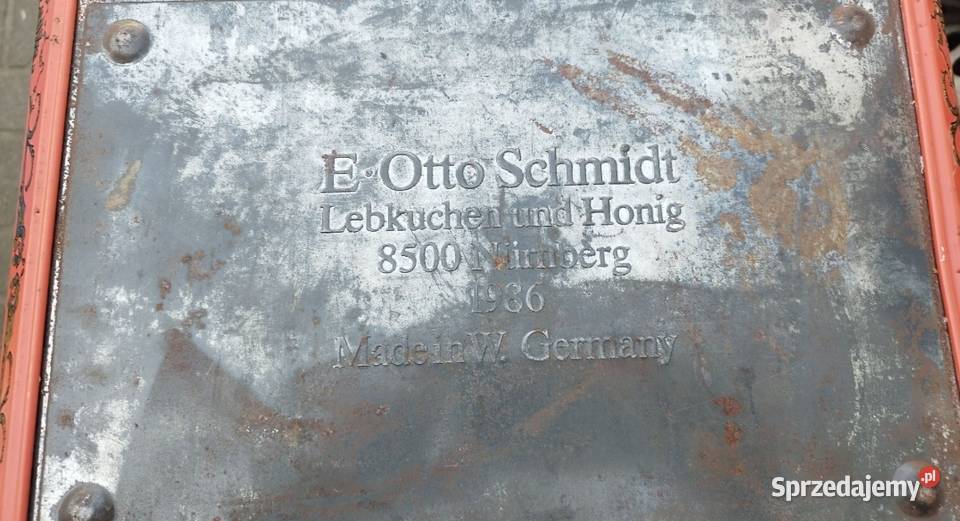 E·Otto Schmidt
Lebkuchen und Honig
8500 Nürnberg
1986
Made in W. Germany
Sprzedajemy.pl